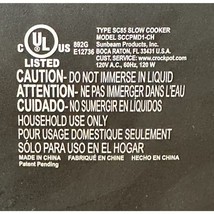 TYPE SC85 SLOW COOKER
MODEL: SCCPMD1-CH
Sunbeam Products, Inc.
BOCA RATON, FL 33431 U.S.A.
CUST. SERV. www.crockpot.com
120V A.C., 60Hz, 120 W
C UL US
892G
E12736
LISTED
CAUTION- DO NOT IMMERSE IN LIQUID
ATTENTION- NE PAS IMMERGER DANS L'EAU
CUIDADO- NO SUMERGIR EN LÍQUIDOS
HOUSEHOLD USE ONLY
POUR USAGE DOMESTIQUE SEULEMENT
SÓLO PARA USO EN EL HOGAR
MADE IN CHINA FABRIQUÉ EN CHINE HECHO EN CHINA
Patent Pending